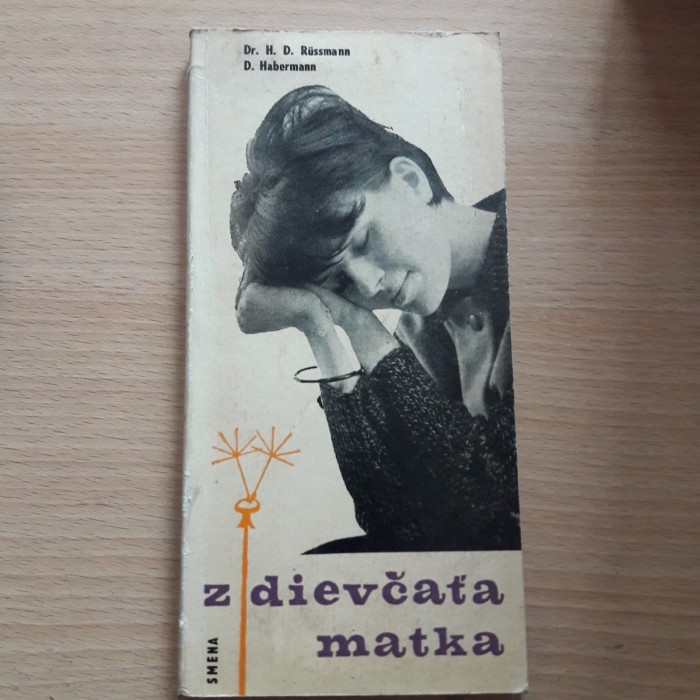 Dr. H. D. Rüssmann
D. Habermann
z dievčaťa
matka
SMENA